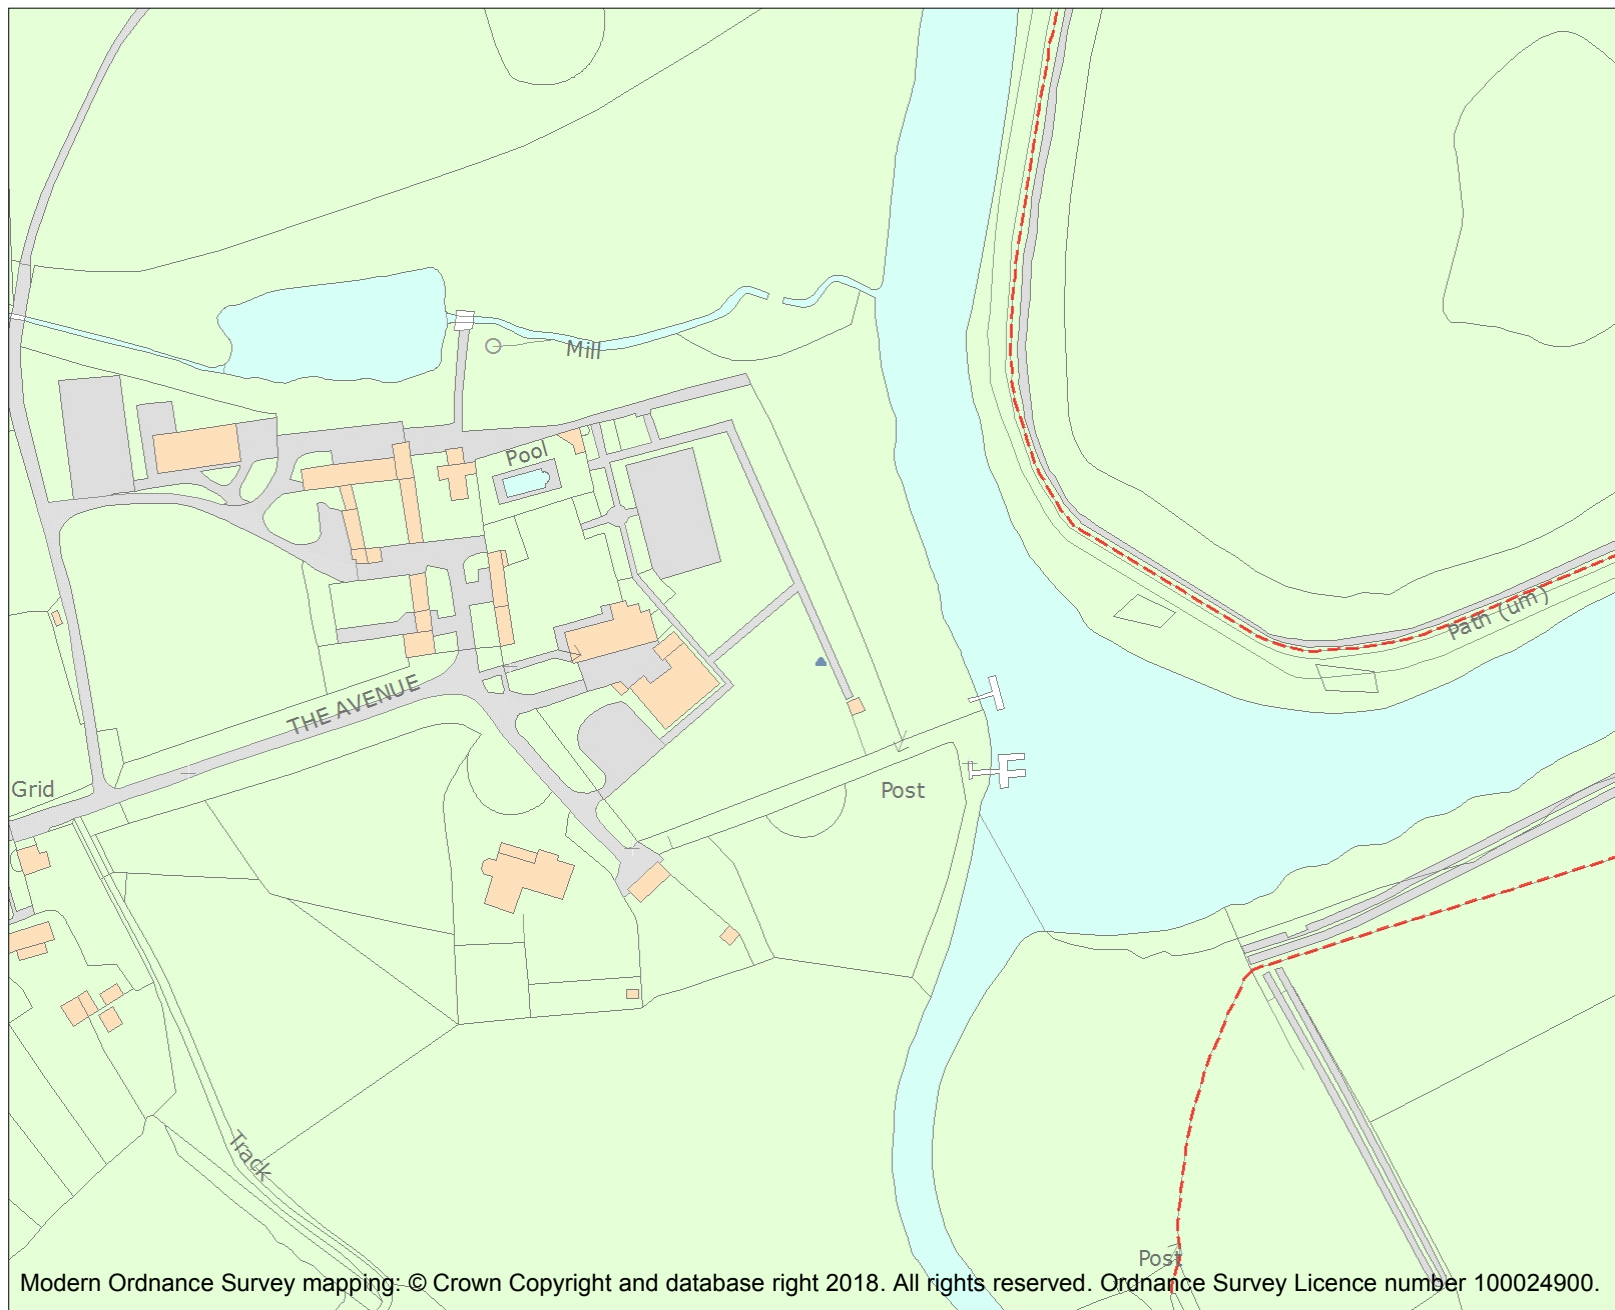 Mill
Pool
Path (um)
THE AVENUE
Grid
Post
Track
Post
Modern Ordnance Survey mapping: © Crown Copyright and database right 2018. All rights reserved. Ordnance Survey Licence number 100024900.